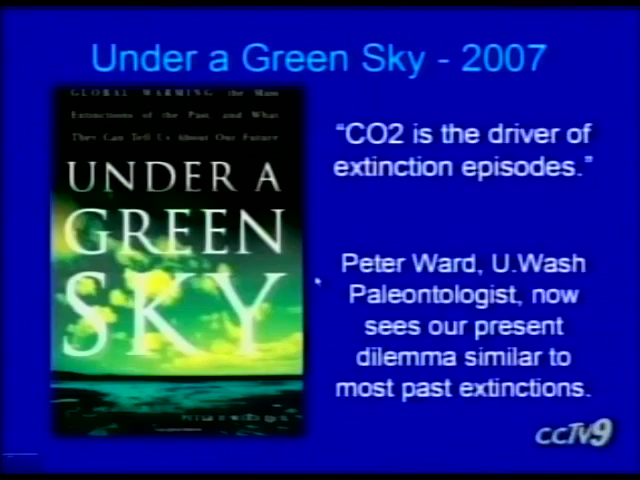 Under a Green Sky - 2007
GLOBAL WARMING, the Mass
Extinctions of the Past, and What
They Can Tell Us About Our Future
UNDER A
GREEN
SKY
“CO2 is the driver of
extinction episodes.”
Peter Ward, U.Wash
Paleontologist, now
sees our present
dilemma similar to
most past extinctions.
ccTv9